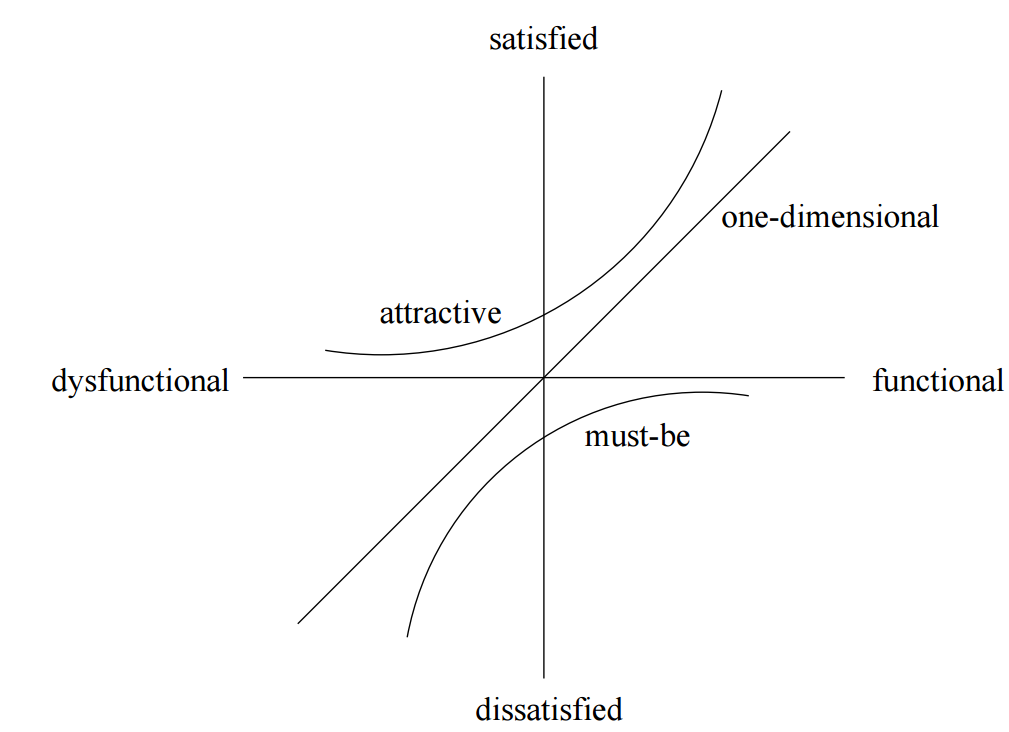 satisfied
one-dimensional
attractive
dysfunctional
functional
must-be
dissatisfied